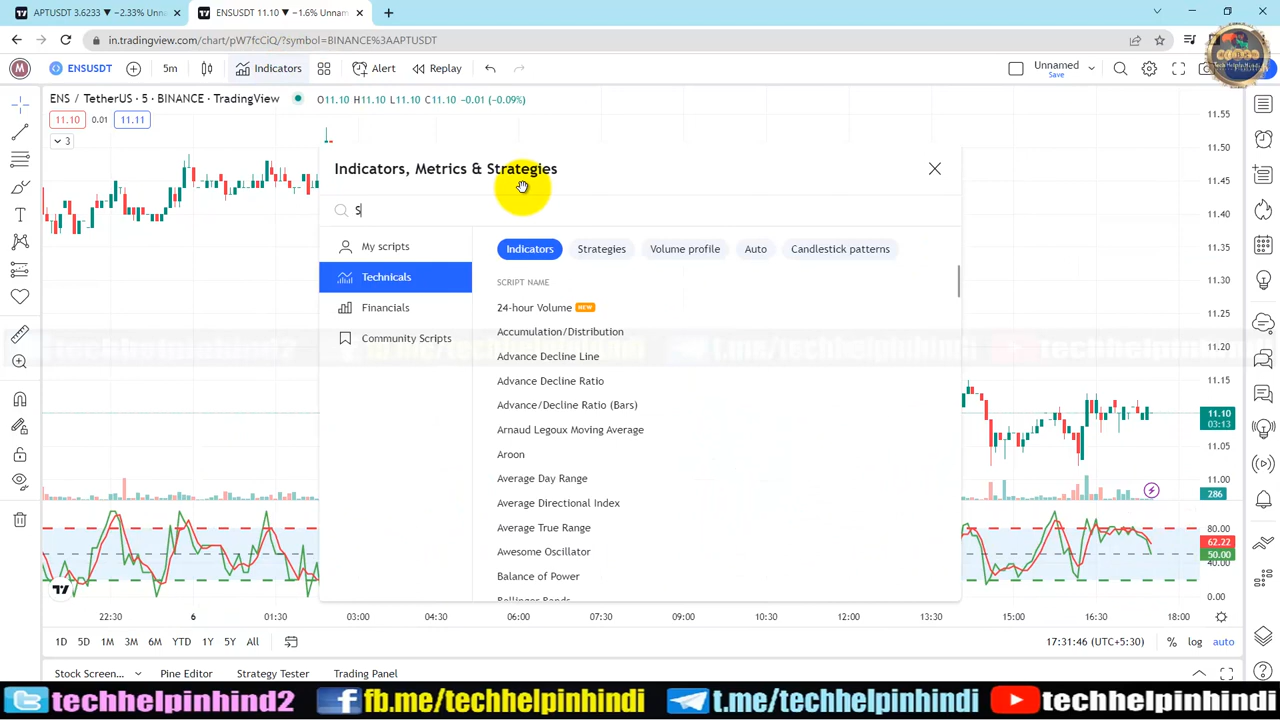 APTUSDT 3.6233 ▼ −2.33% Unna
ENSUSDT 11.10 ▼ −1.6% Unnam
in.tradingview.com/chart/pW7fcCiQ/?symbol=BINANCE%3AAPTUSDT
M
ENSUSDT
5m
Indicators
Alert
Replay
Unnamed
Save
ENS / TetherUS · 5 · BINANCE · TradingView
O11.10 H11.10 L11.10 C11.10 −0.01 (−0.09%)
11.10
0.01
11.11
3
Indicators, Metrics & Strategies
S
My scripts
Technicals
Financials
Community Scripts
Indicators
Strategies
Volume profile
Auto
Candlestick patterns
SCRIPT NAME
24-hour Volume NEW
Accumulation/Distribution
Advance Decline Line
Advance Decline Ratio
Advance/Decline Ratio (Bars)
Arnaud Legoux Moving Average
Aroon
Average Day Range
Average Directional Index
Average True Range
Awesome Oscillator
Balance of Power
Bollinger Bands
11.55
11.50
11.45
11.40
11.35
11.30
11.25
11.20
11.15
11.10
03:13
11.05
11.00
286
80.00
62.22
50.00
40.00
0.00
22:30
6
01:30
03:00
04:30
06:00
07:30
09:00
10:30
12:00
13:30
15:00
16:30
18:00
1D
5D
1M
3M
6M
YTD
1Y
5Y
All
17:31:46 (UTC+5:30)
%
log
auto
Stock Screen...
Pine Editor
Strategy Tester
Trading Panel
techhelpinhind2
fb.me/techhelpinhindi
t.me/techhelpinhindi
techhelpinhindi